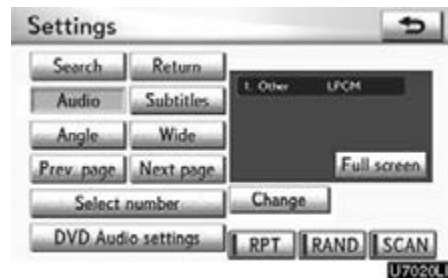 Settings
Search Return
Audio Subtitles
1. Other LPCM
Angle Wide
Prev. page Next page
Full screen
Select number
Change
DVD Audio settings
RPT RAND SCAN
U7020L